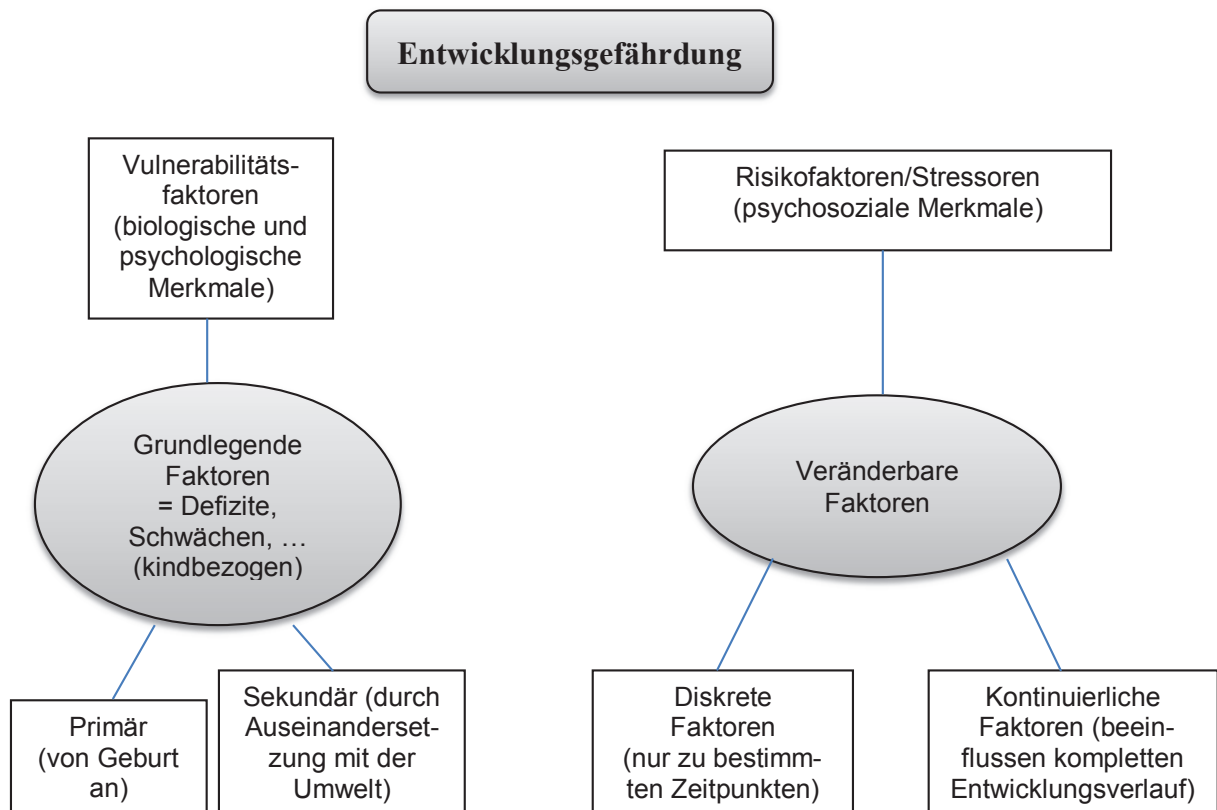 Entwicklungsgefährdung
Vulnerabilitäts-
faktoren
(biologische und
psychologische
Merkmale)
Risikofaktoren/Stressoren
(psychosoziale Merkmale)
Grundlegende
Faktoren
= Defizite,
Schwächen, …
(kindbezogen)
Veränderbare
Faktoren
Primär
(von Geburt
an)
Sekundär (durch
Auseinanderset-
zung mit der
Umwelt)
Diskrete
Faktoren
(nur zu bestimm-
ten Zeitpunkten)
Kontinuierliche
Faktoren (beein-
flussen kompletten
Entwicklungsverlauf)